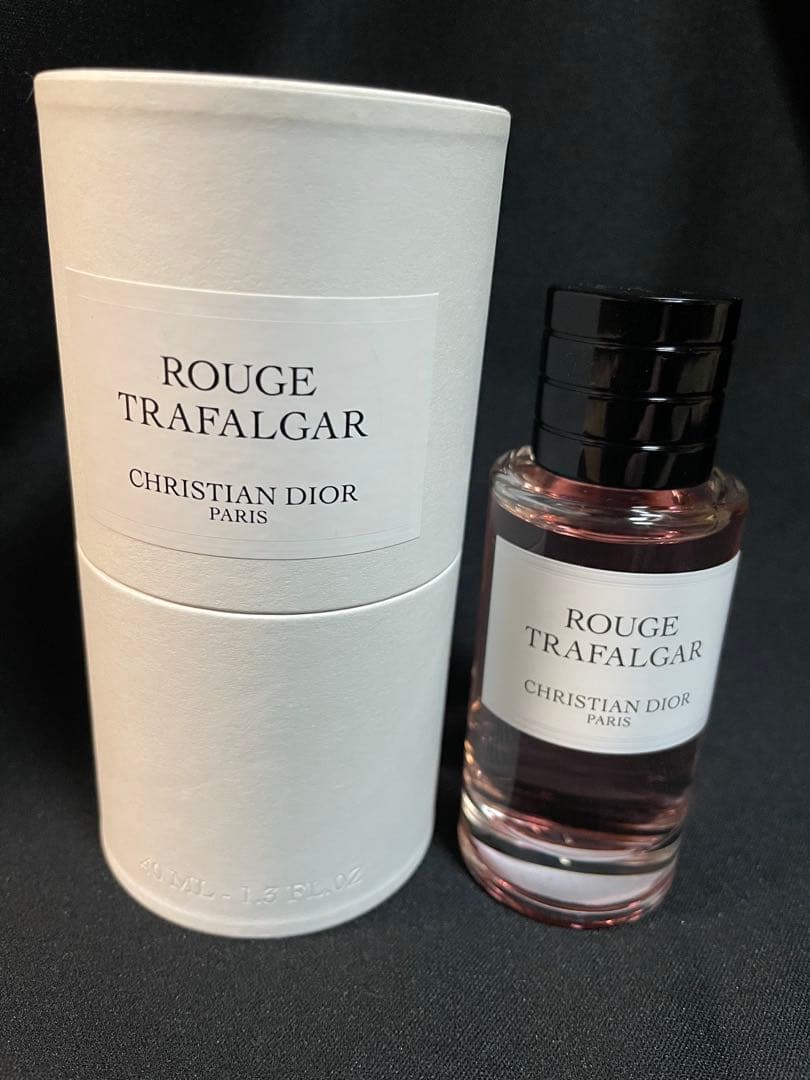 ROUGE
TRAFALGAR
CHRISTIAN DIOR
PARIS
40 ML - 1.3 FL.OZ
ROUGE
TRAFALGAR
CHRISTIAN DIOR
PARIS